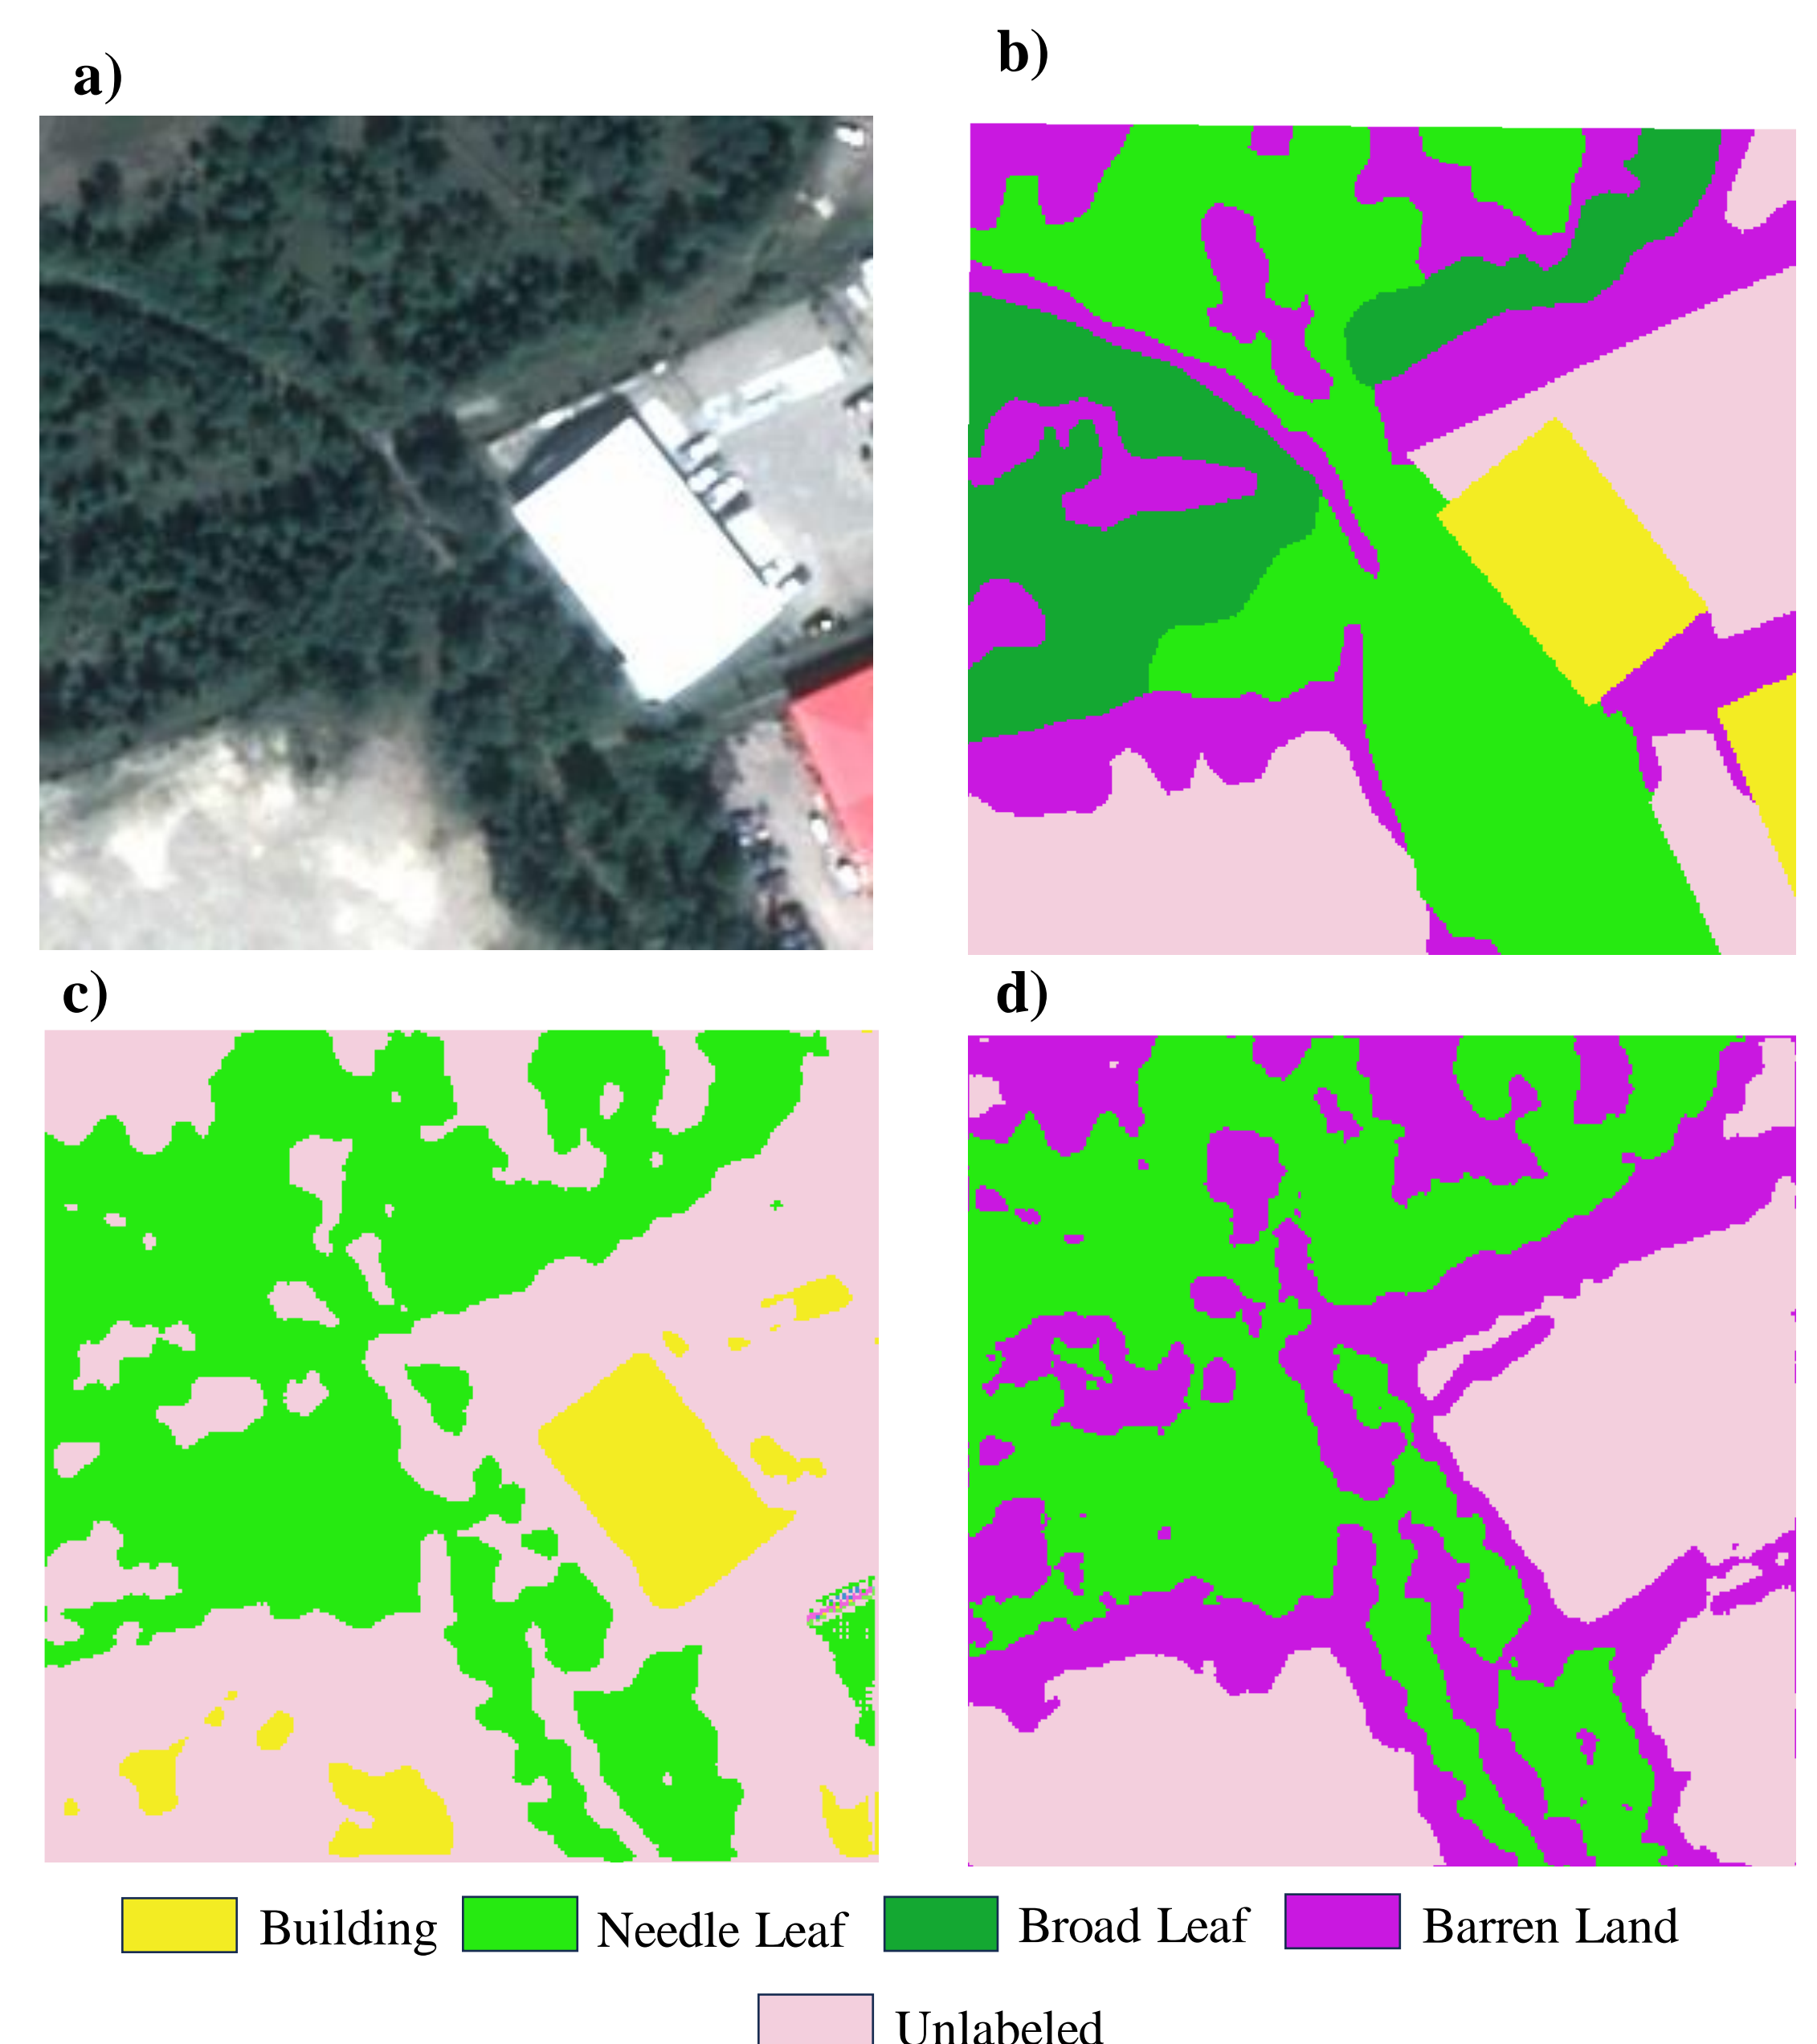 a)
b)
c)
d)
Building Needle Leaf Broad Leaf Barren Land
Unlabeled